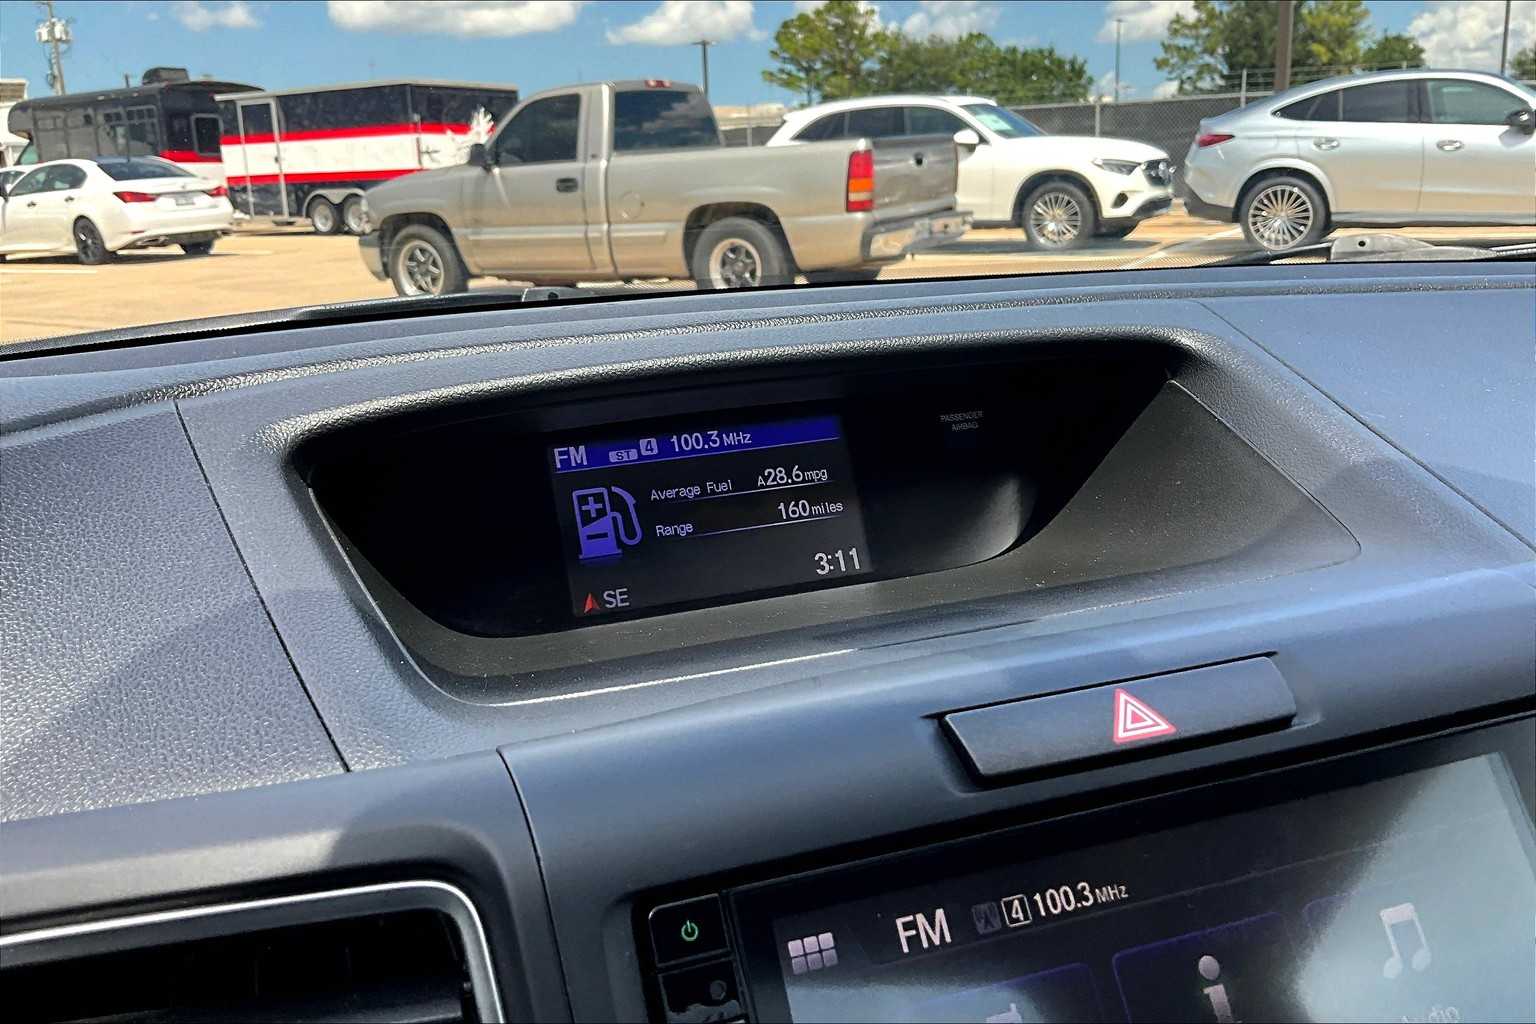 FM ST 4 100.3 MHz
Average Fuel A28.6 mpg
Range 160 miles
3:11
SE
PASSENGER
AIRBAG
FM 4 100.3 MHz